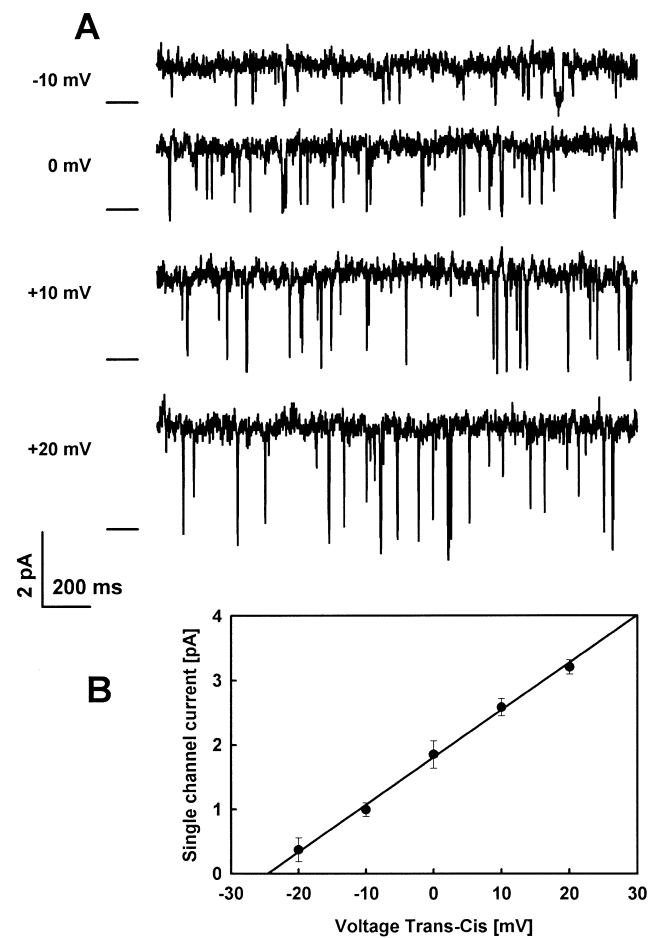 A
-10 mV
0 mV
+10 mV
+20 mV
2 pA
200 ms
B
Single channel current [pA]
4
3
2
1
0
-30 -20 -10 0 10 20 30
Voltage Trans-Cis [mV]